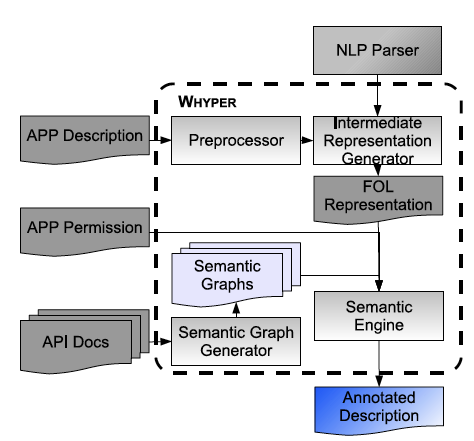 NLP Parser
WHYPER
APP Description
Preprocessor
Intermediate
Representation
Generator
FOL
Representation
APP Permission
Semantic
Graphs
Semantic
Engine
API Docs
Semantic Graph
Generator
Annotated
Description